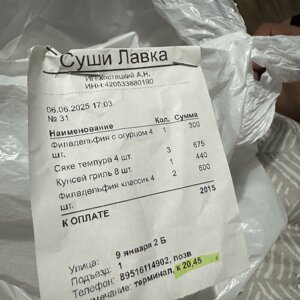 Суши Лавка
ИП Костецкий А.Н.
ИНН:420533880190
06.06.2025 17:03
№ 31
Наименование Кол. Сумма
Филадельфия с огурцом 4 шт. 1 300
Сяке темпура 4 шт. 3 675
Кунсей гриль 8 шт. 1 440
Филадельфия классик 4 шт. 2 600
2015
К ОПЛАТЕ
Улица: 9 января 2 Б
Подъезд: 1
Телефон: 89516114902, позв
терминал, к 20,45